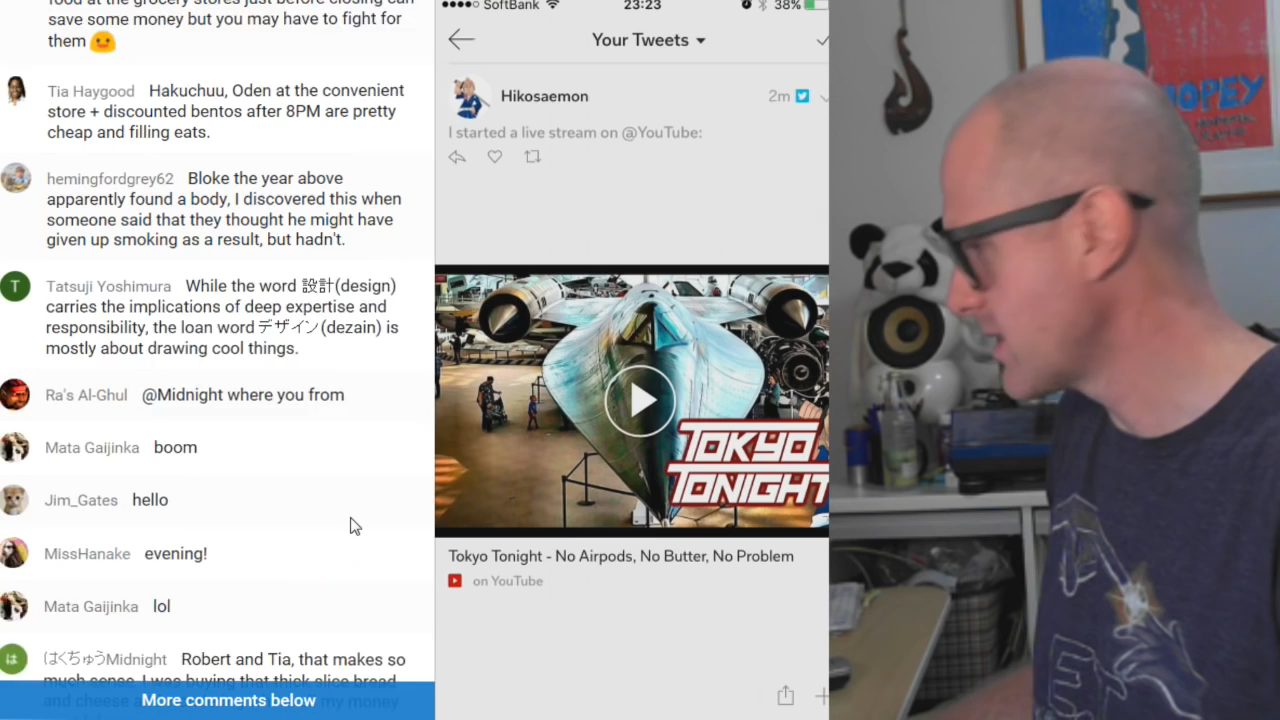 food at the grocery stores just before closing can
save some money but you may have to fight for
them
Tia Haygood Hakuchuu, Oden at the convenient
store + discounted bentos after 8PM are pretty
cheap and filling eats.
hemingfordgrey62 Bloke the year above
apparently found a body, I discovered this when
someone said that they thought he might have
given up smoking as a result, but hadn't.
T
Tatsuji Yoshimura While the word 設計(design)
carries the implications of deep expertise and
responsibility, the loan word デザイン(dezain) is
mostly about drawing cool things.
Ra's Al-Ghul @Midnight where you from
Mata Gaijinka boom
Jim_Gates hello
MissHanake evening!
Mata Gaijinka lol
は
はくちゅうMidnight Robert and Tia, that makes so
much sense. I was buying that thick slice bread
and cheese
my money
More comments below
SoftBank 23:23 38%
Your Tweets
Hikosaemon 2m
I started a live stream on @YouTube:
TOKYO
TONIGHT
Tokyo Tonight - No Airpods, No Butter, No Problem
on YouTube
OPEY